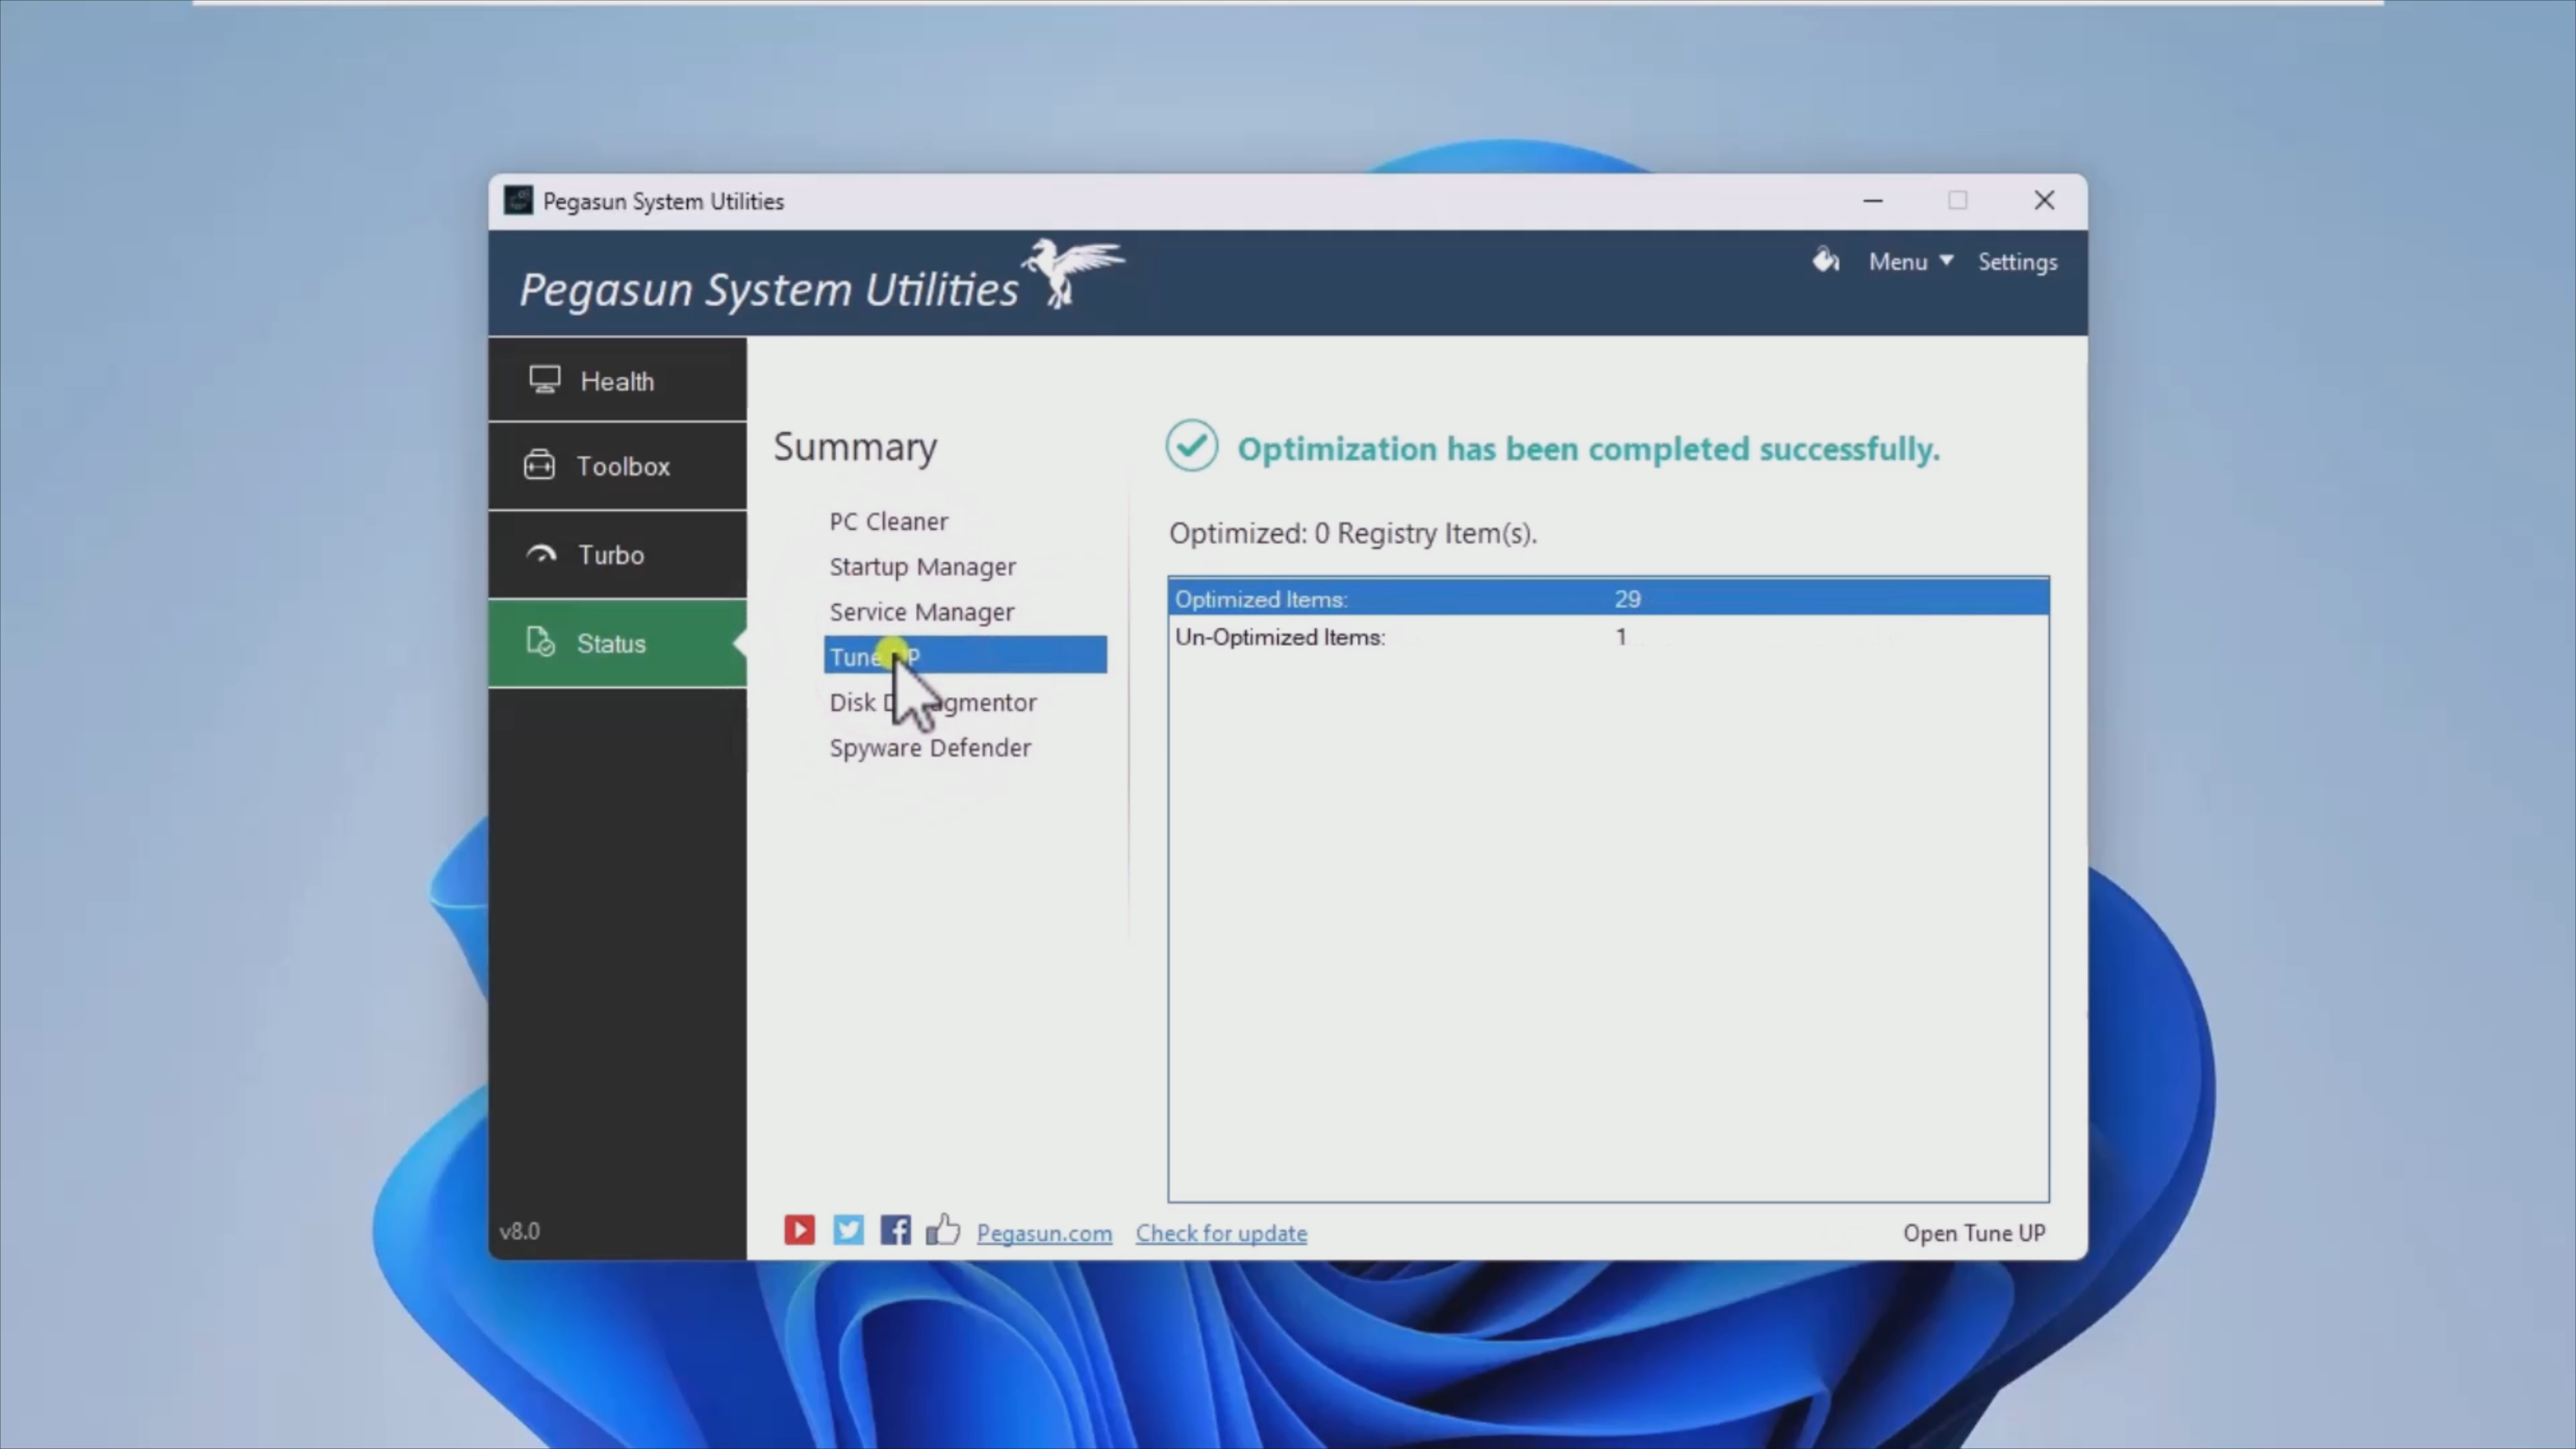 Pegasun System Utilities
Pegasun System Utilities
Menu
Settings
Health
Toolbox
Turbo
Status
v8.0
Summary
PC Cleaner
Startup Manager
Service Manager
Tune UP
Disk
Spyware Defender
Optimization has been completed successfully.
Optimized: 0 Registry Item(s).
Optimized Items: 29
Un-Optimized Items: 1
Pegasun.com
Check for update
Open Tune UP